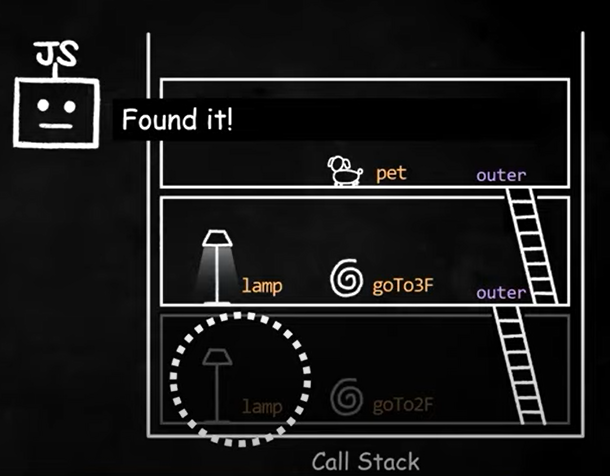 JS
Found it!
pet
outer
lamp
goTo3F
outer
lamp
goTo2F
Call Stack